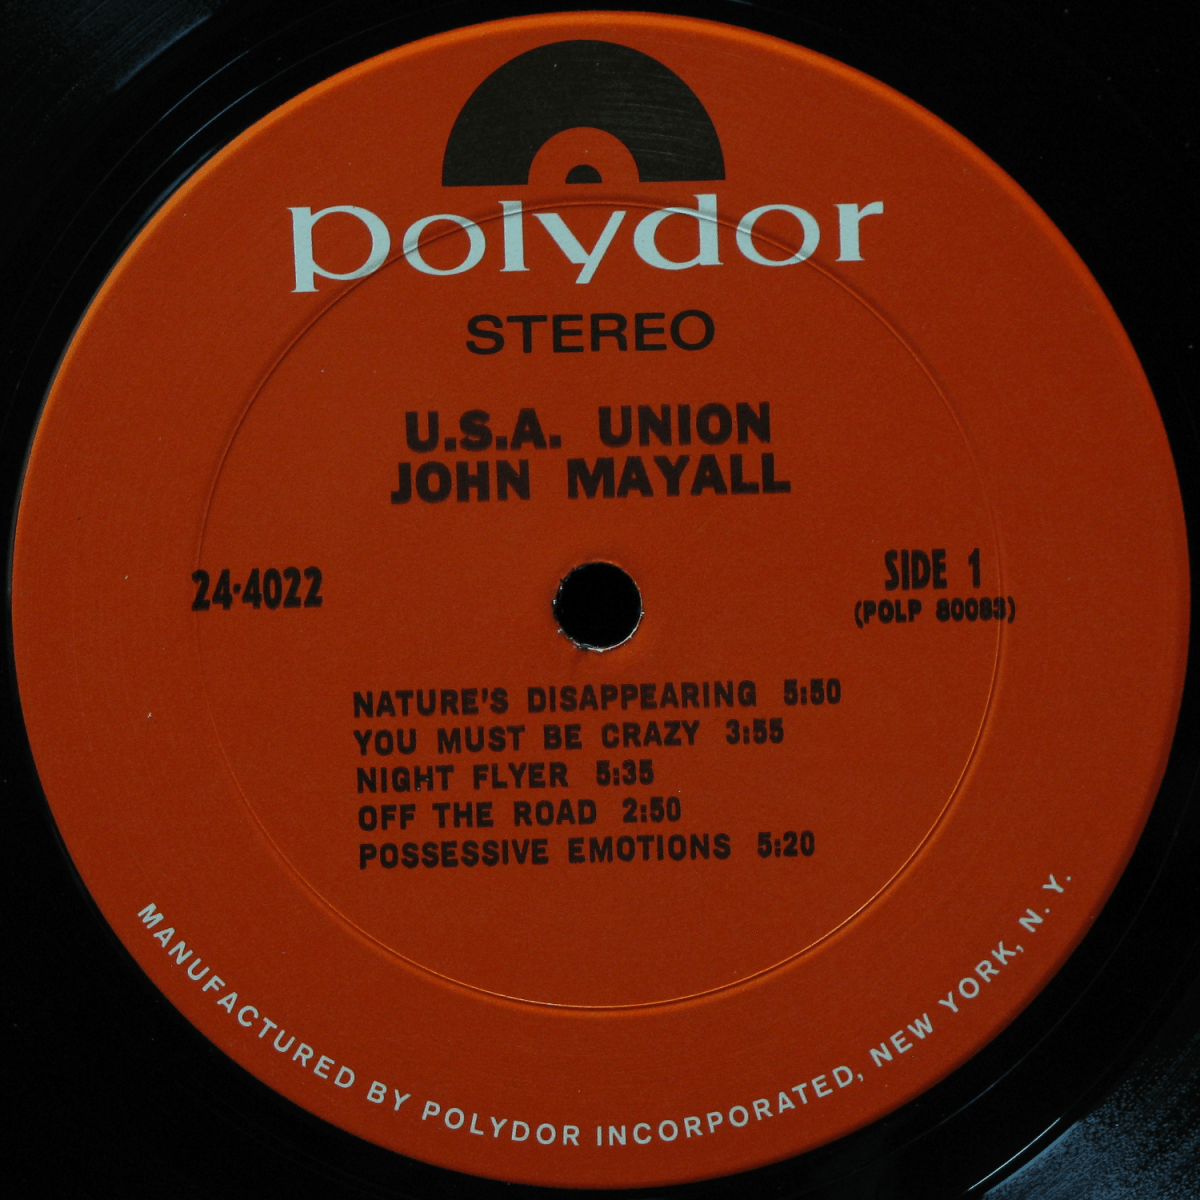 polydor
STEREO
U.S.A. UNION
JOHN MAYALL
24-4022
SIDE 1
(POLP 80083)
NATURE'S DISAPPEARING 5:50
YOU MUST BE CRAZY 3:55
NIGHT FLYER 5:35
OFF THE ROAD 2:50
POSSESSIVE EMOTIONS 5:20
MANUFACTURED BY POLYDOR INCORPORATED, NEW YORK, N. Y.